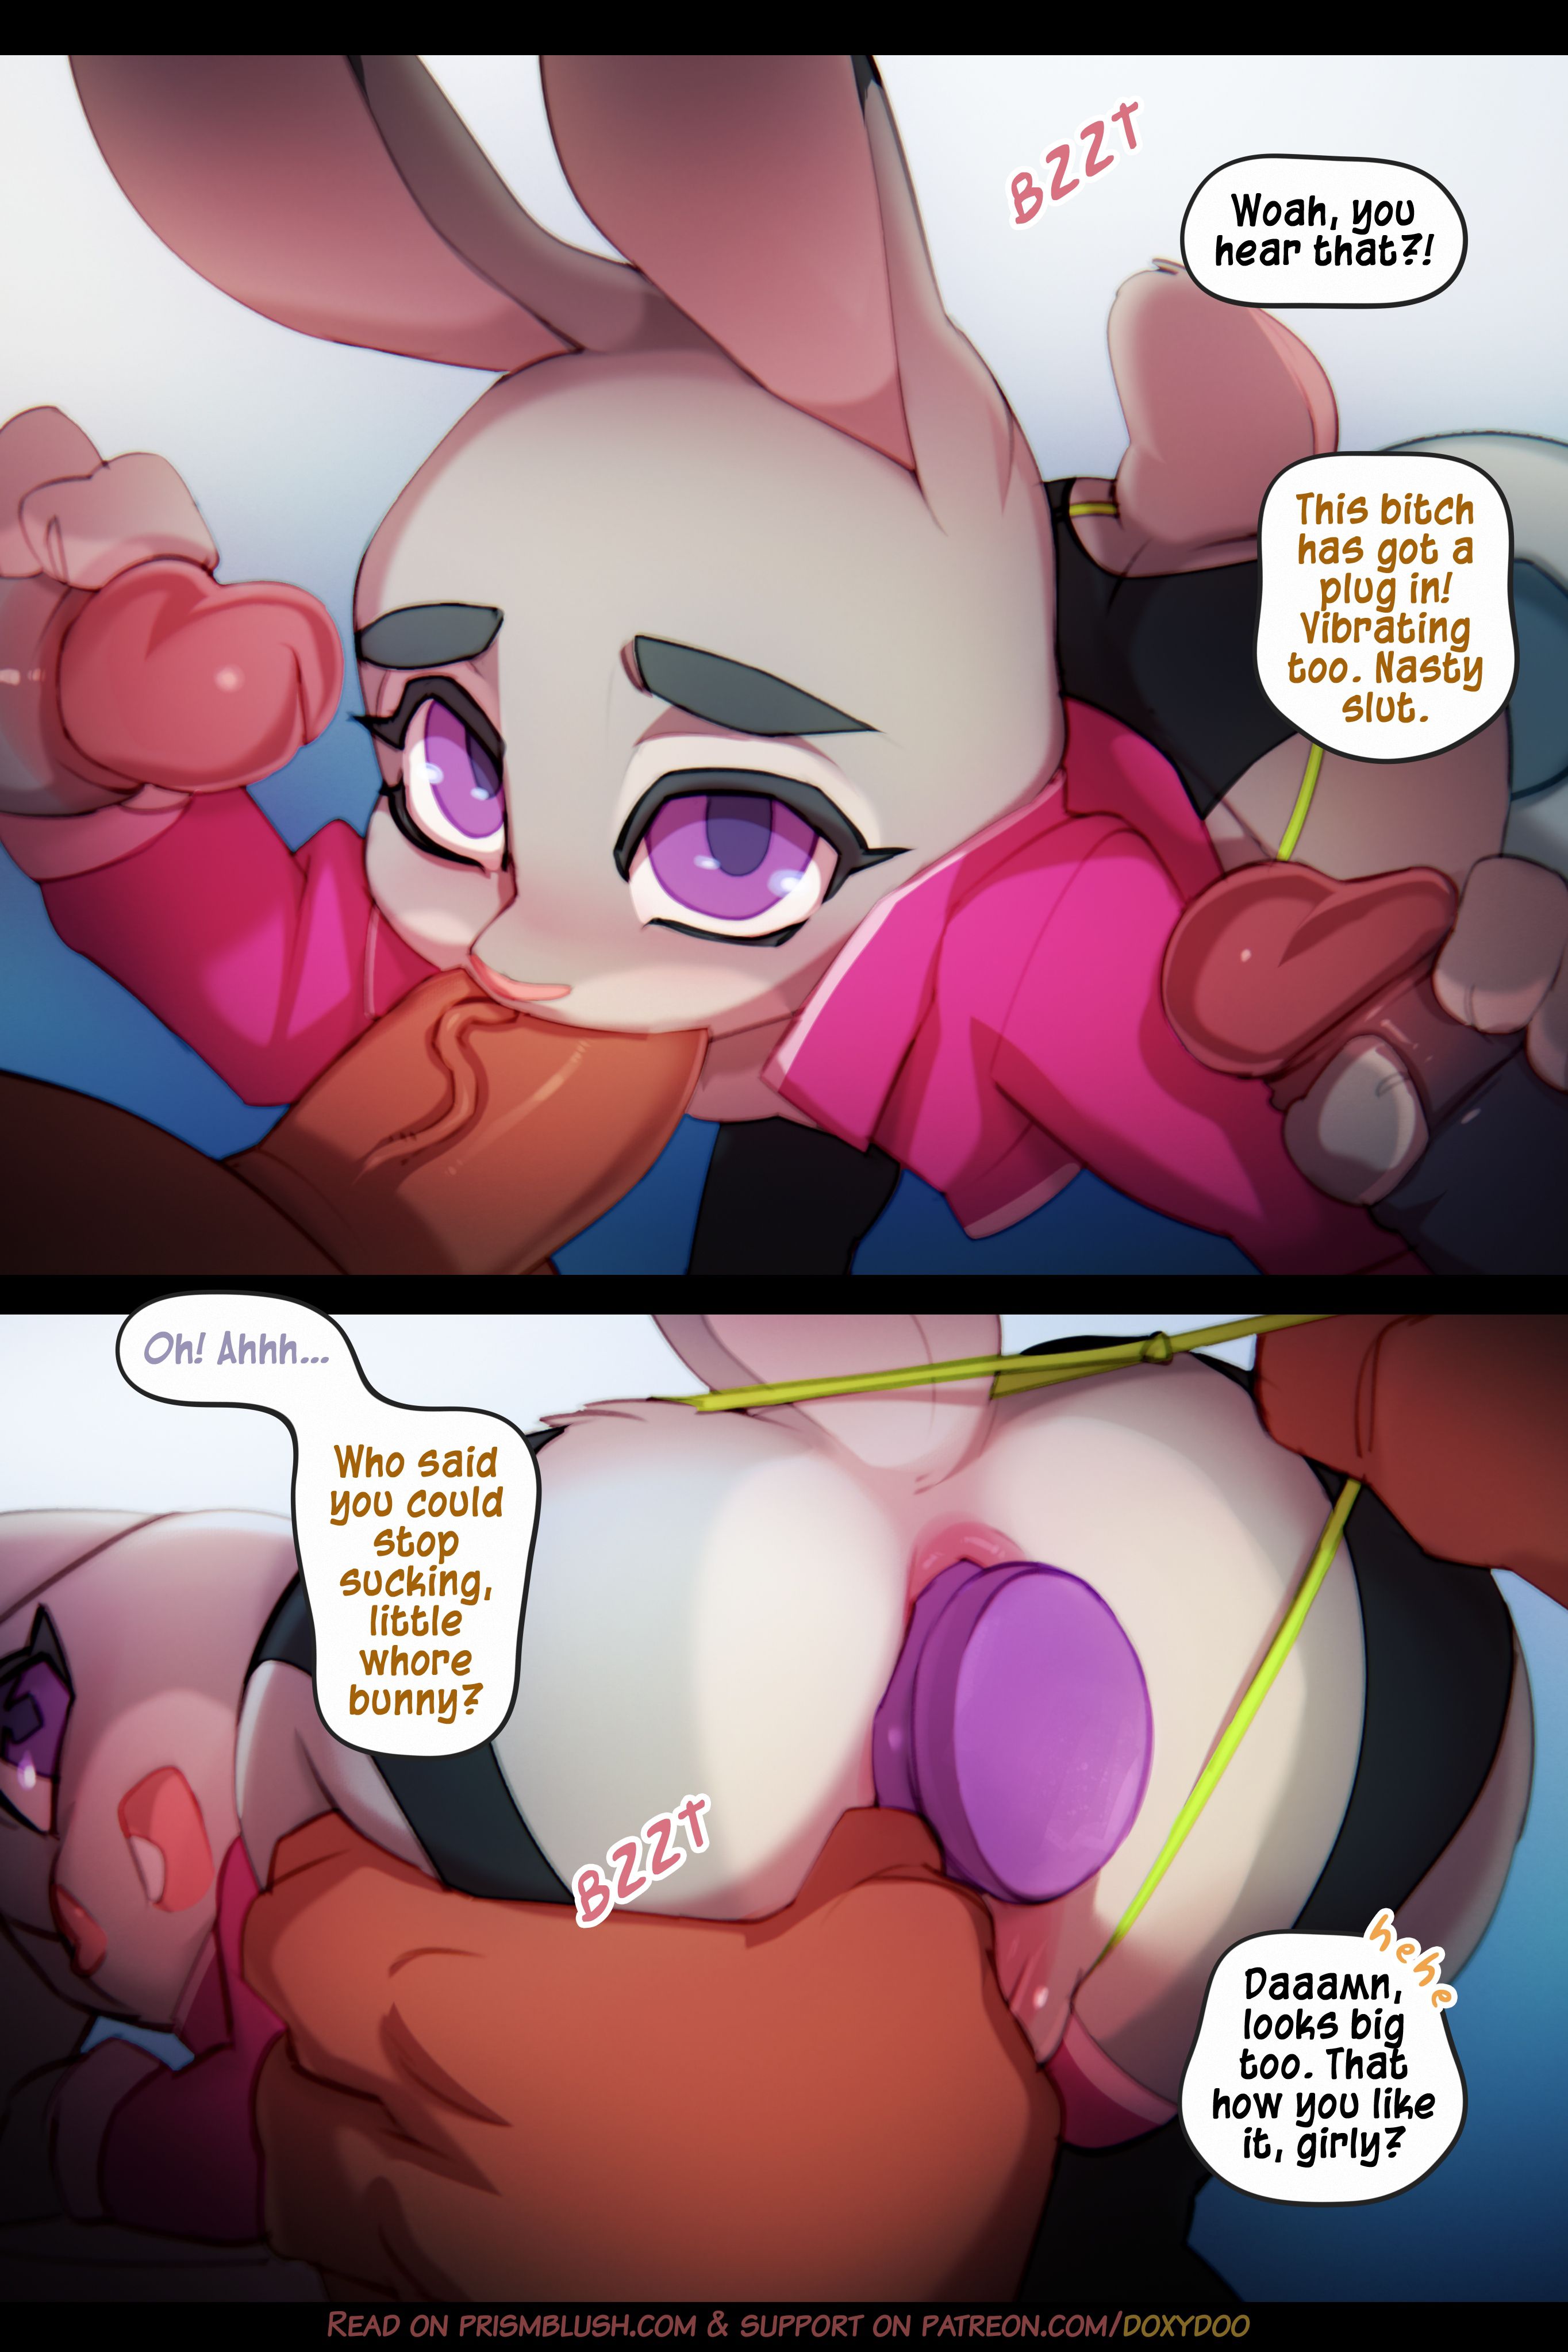 BZZT
Woah, you
hear that?!
This bitch
has got a
plug in!
Vibrating
too. Nasty
slut.
Oh! Ahhh...
Who said
you could
stop
sucking,
little
whore
bunny?
BZZT
hehe
Daaamn,
looks big
too. That
how you like
it, girly?
READ ON PRISMBLUSH.COM & SUPPORT ON PATREON.COM/DOXYDOO